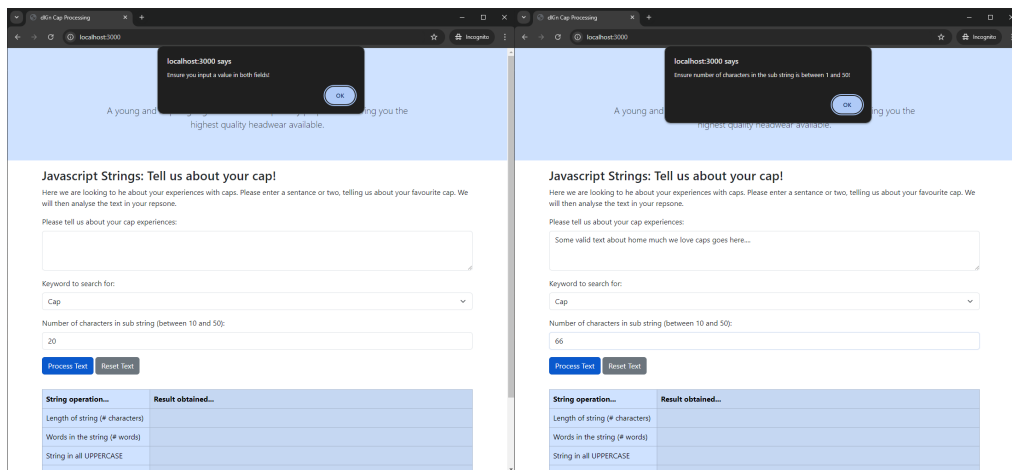 dkin Cap Processing
localhost:3000
Incognito
localhost:3000 says
Ensure you input a value in both fields!
OK
A young and
ing you the
highest quality headwear available.
Javascript Strings: Tell us about your cap!
Here we are looking to he about your experiences with caps. Please enter a sentance or two, telling us about your favourite cap. We
will then analyse the text in your repsone.
Please tell us about your cap experiences:
Keyword to search for:
Cap
Number of characters in sub string (between 10 and 50):
20
Process Text
Reset Text
String operation...
Result obtained...
Length of string (# characters)
Words in the string (# words)
String in all UPPERCASE
dkin Cap Processing
localhost:3000
Incognito
localhost:3000 says
Ensure number of characters in the sub string is between 1 and 50!
OK
A young and
ing you the
highest quality headwear available.
Javascript Strings: Tell us about your cap!
Here we are looking to he about your experiences with caps. Please enter a sentance or two, telling us about your favourite cap. We
will then analyse the text in your repsone.
Please tell us about your cap experiences:
Some valid text about home much we love caps goes here....
Keyword to search for:
Cap
Number of characters in sub string (between 10 and 50):
66
Process Text
Reset Text
String operation...
Result obtained...
Length of string (# characters)
Words in the string (# words)
String in all UPPERCASE